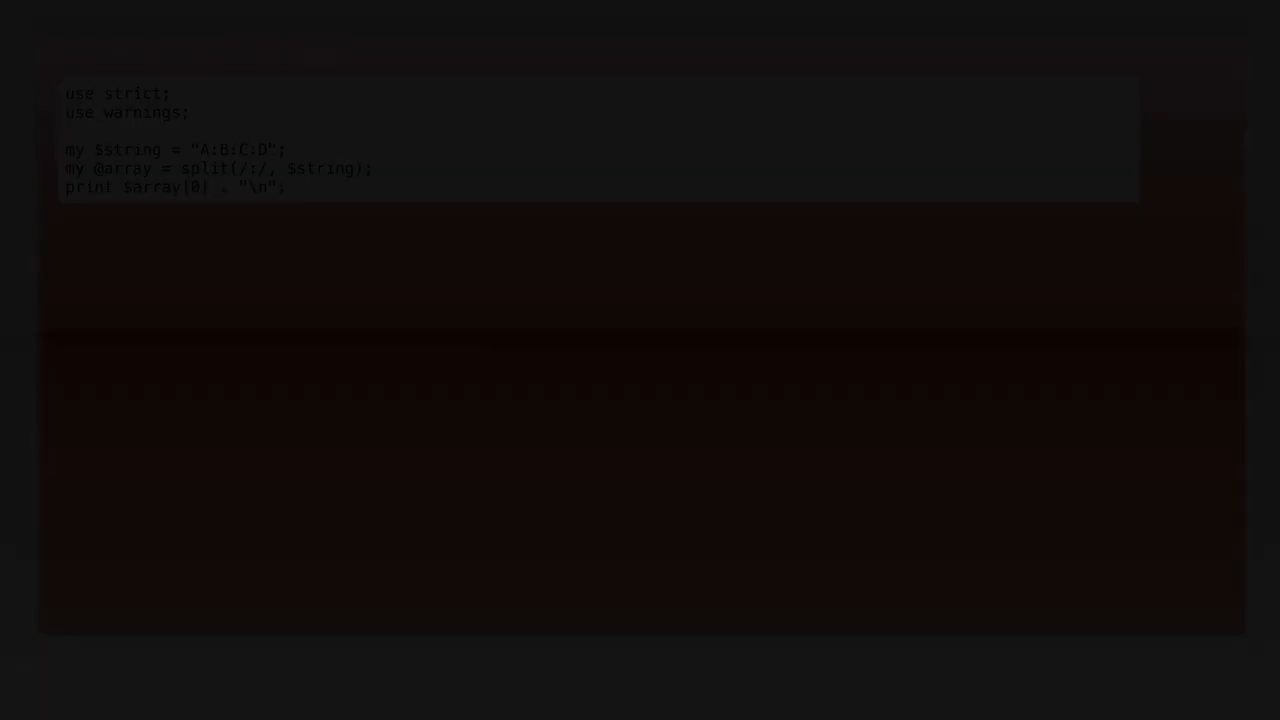 use strict;
use warnings;
my $string = "A:B:C:D";
my @array = split(/:/, $string);
print $array[0] . "\n";